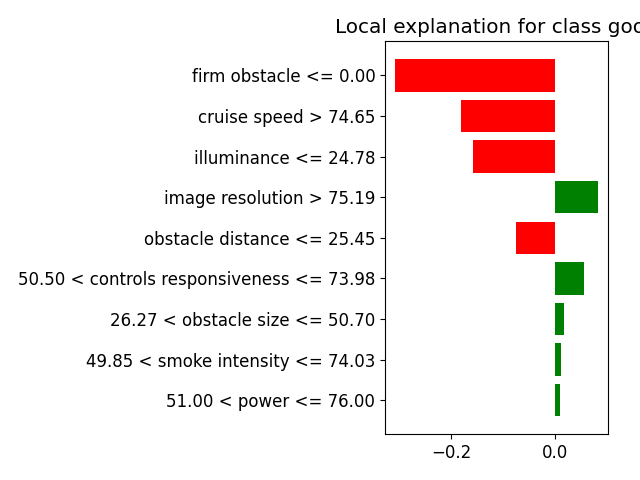 Local explanation for class goo
firm obstacle <= 0.00
cruise speed > 74.65
illuminance <= 24.78
image resolution > 75.19
obstacle distance <= 25.45
50.50 < controls responsiveness <= 73.98
26.27 < obstacle size <= 50.70
49.85 < smoke intensity <= 74.03
51.00 < power <= 76.00
−0.2 0.0